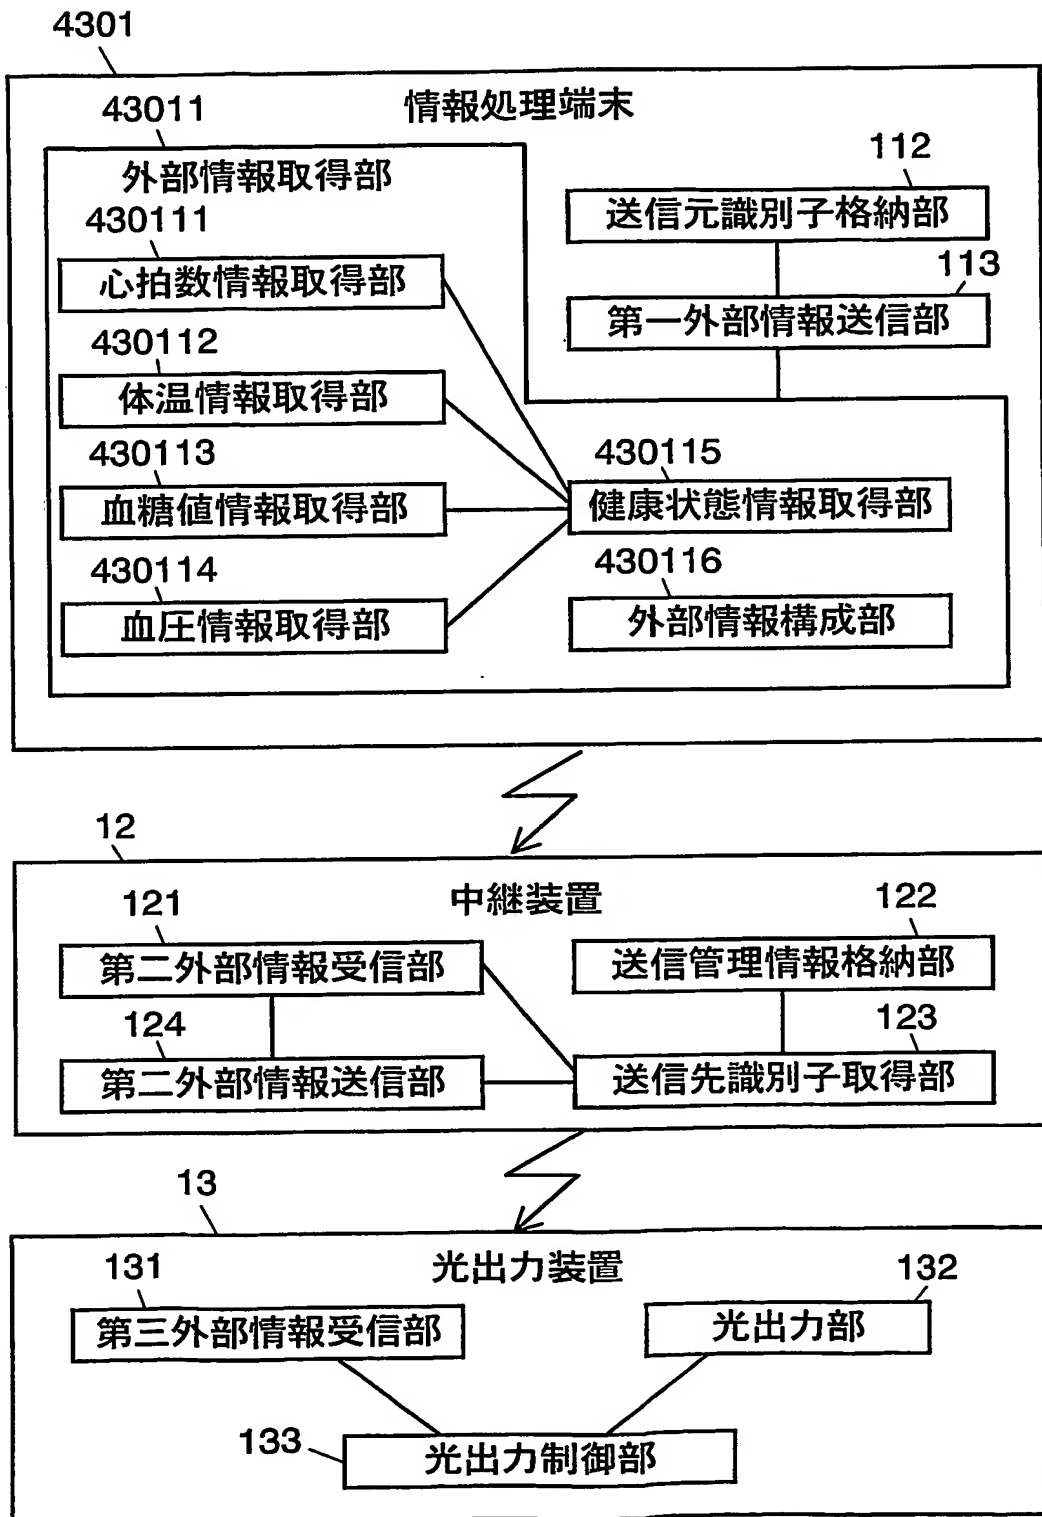 4301
情報処理端末
43011
外部情報取得部
112
送信元識別子格納部
430111
心拍数情報取得部
113
第一外部情報送信部
430112
体温情報取得部
430113
血糖値情報取得部
430115
健康状態情報取得部
430114
血圧情報取得部
430116
外部情報構成部
12
中継装置
121
第二外部情報受信部
122
送信管理情報格納部
124
第二外部情報送信部
123
送信先識別子取得部
13
光出力装置
131
第三外部情報受信部
132
光出力部
133
光出力制御部